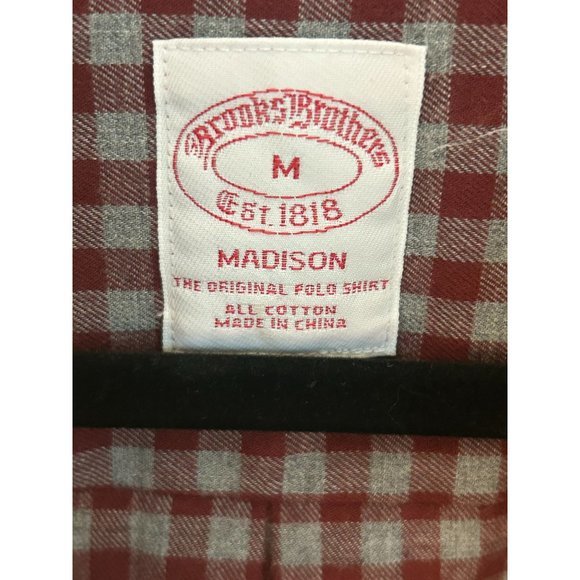 Brooks Brothers
M
Est. 1818
MADISON
THE ORIGINAL POLO SHIRT
ALL COTTON
MADE IN CHINA